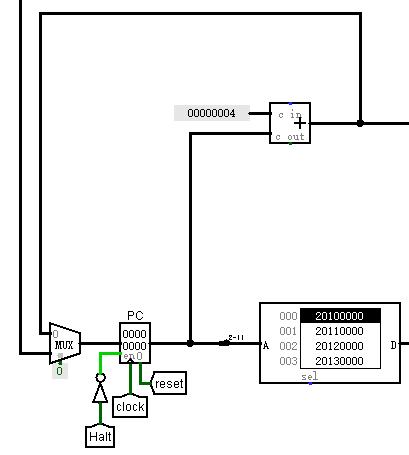 00000004
c in
+
c out
PC
0
MUX
0
0000
0000
en
0
2-11
A
000 20100000
001 20110000
002 20120000
003 20130000
D
sel
reset
clock
Halt